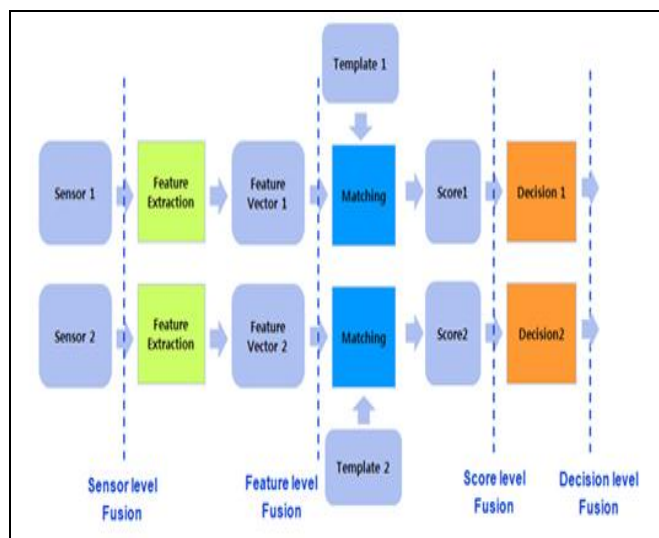 Template 1
Sensor 1
Feature
Extraction
Feature
Vector 1
Matching
Score1
Decision 1
Sensor 2
Feature
Extraction
Feature
Vector 2
Matching
Score2
Decision2
Template 2
Sensor level
Fusion
Feature level
Fusion
Score level
Fusion
Decision level
Fusion